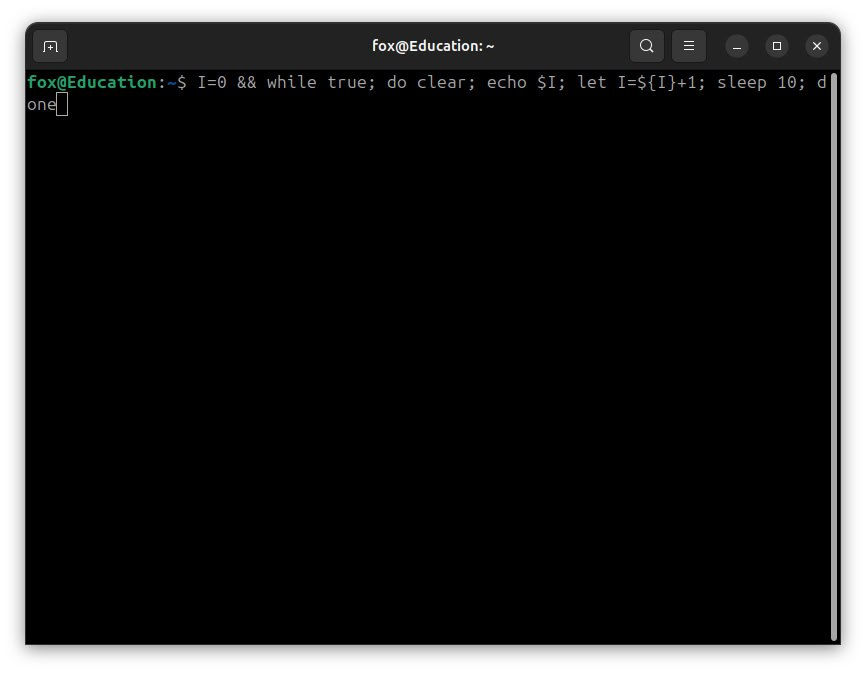 fox@Education: ~
fox@Education:~$ I=0 && while true; do clear; echo $I; let I=${I}+1; sleep 10; d
one